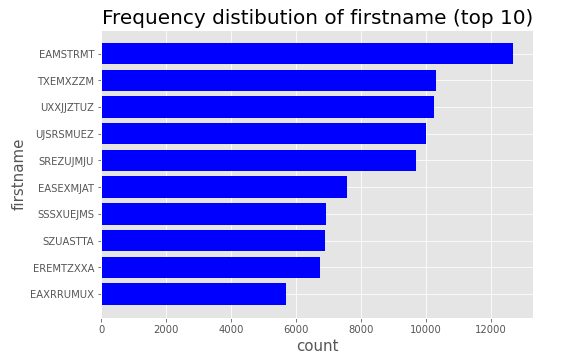 Frequency distibution of firstname (top 10)
EAMSTRMT
TXEMXZZM
UXXJJZTUZ
UJSRSMUEZ
SREZUJMJU
EASEXMJAT
SSSXUEJMS
SZUASTTA
EREMTZXXA
EAXRRUMUX
firstname
0 2000 4000 6000 8000 10000 12000
count